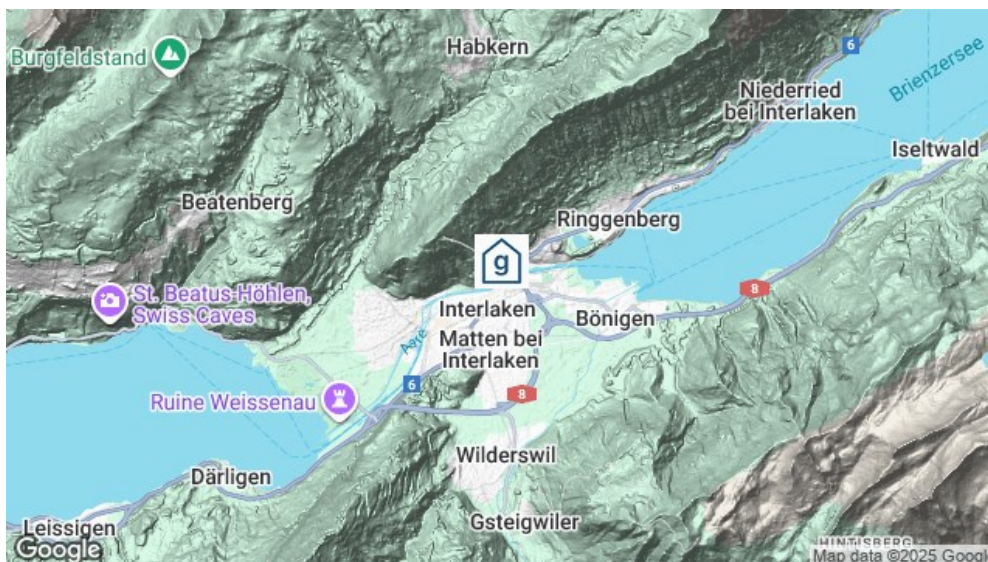 Burgfeldstand
Habkern
6
Brienzersee
Niederried
bei Interlaken
Iseltwald
Beatenberg
Ringgenberg
g
8
St. Beatus-Höhlen,
Swiss Caves
Interlaken
Bönigen
Aare
Matten bei
Interlaken
6
8
Ruine Weissenau
Wilderswil
Därligen
Leissigen
Gsteigwiler
HINTISBERG
Google
Map data ©2025 Google